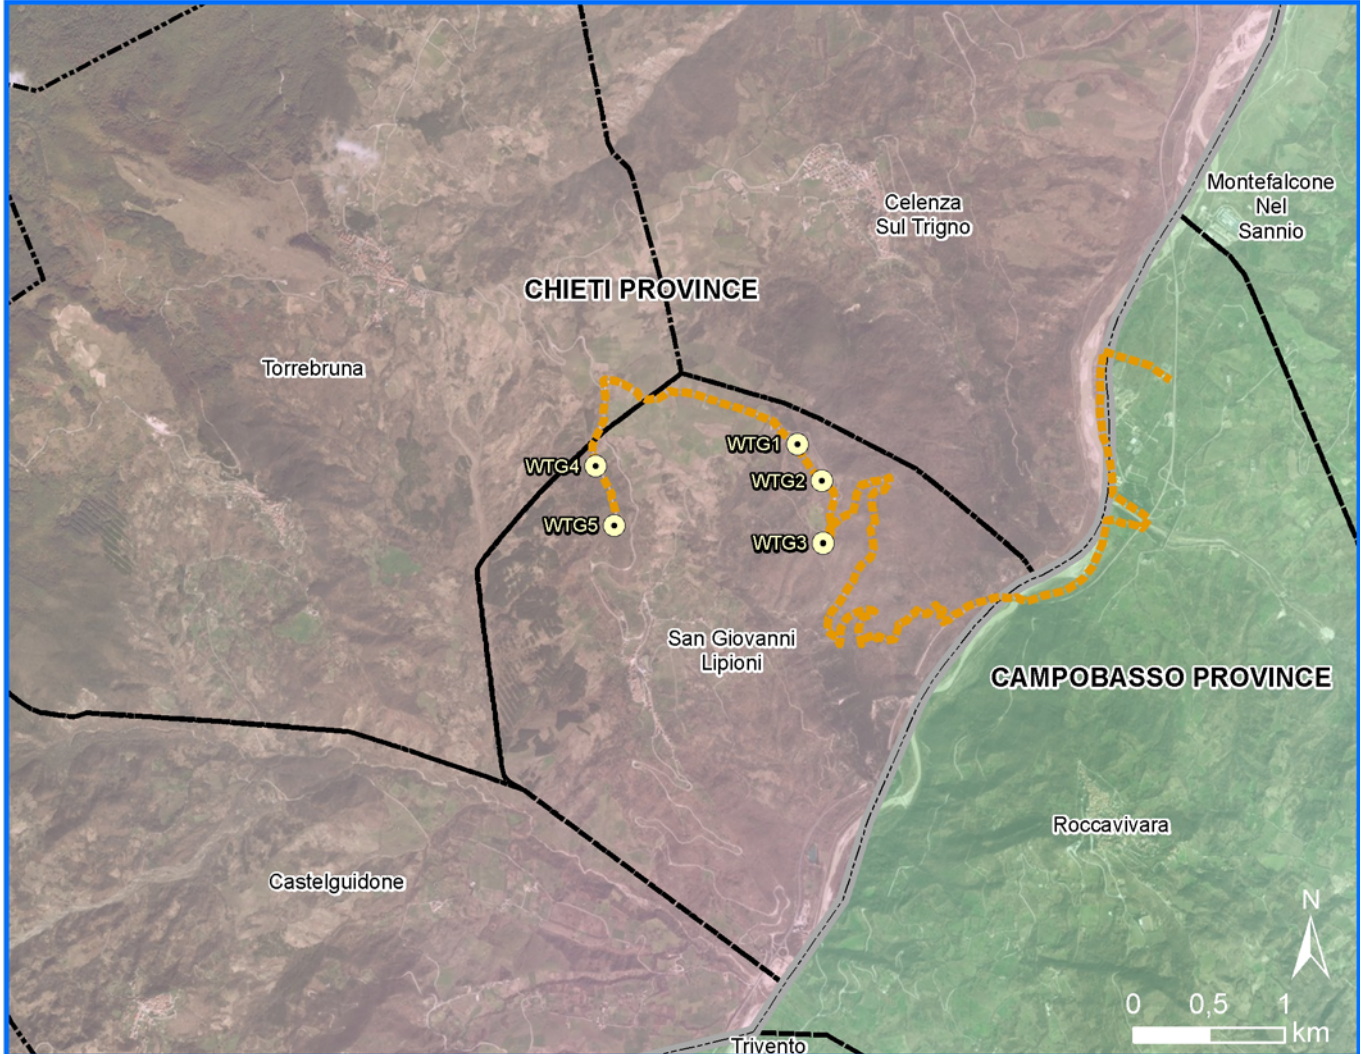 Montefalcone
Nel
Sannio
Celenza
Sul Trigno
CHIETI PROVINCE
Torrebruna
WTG1
WTG4
WTG2
WTG5
WTG3
San Giovanni
Lipioni
CAMPOBASSO PROVINCE
Roccavivara
Castelguidone
N
0 0,5 1
km
Trivento